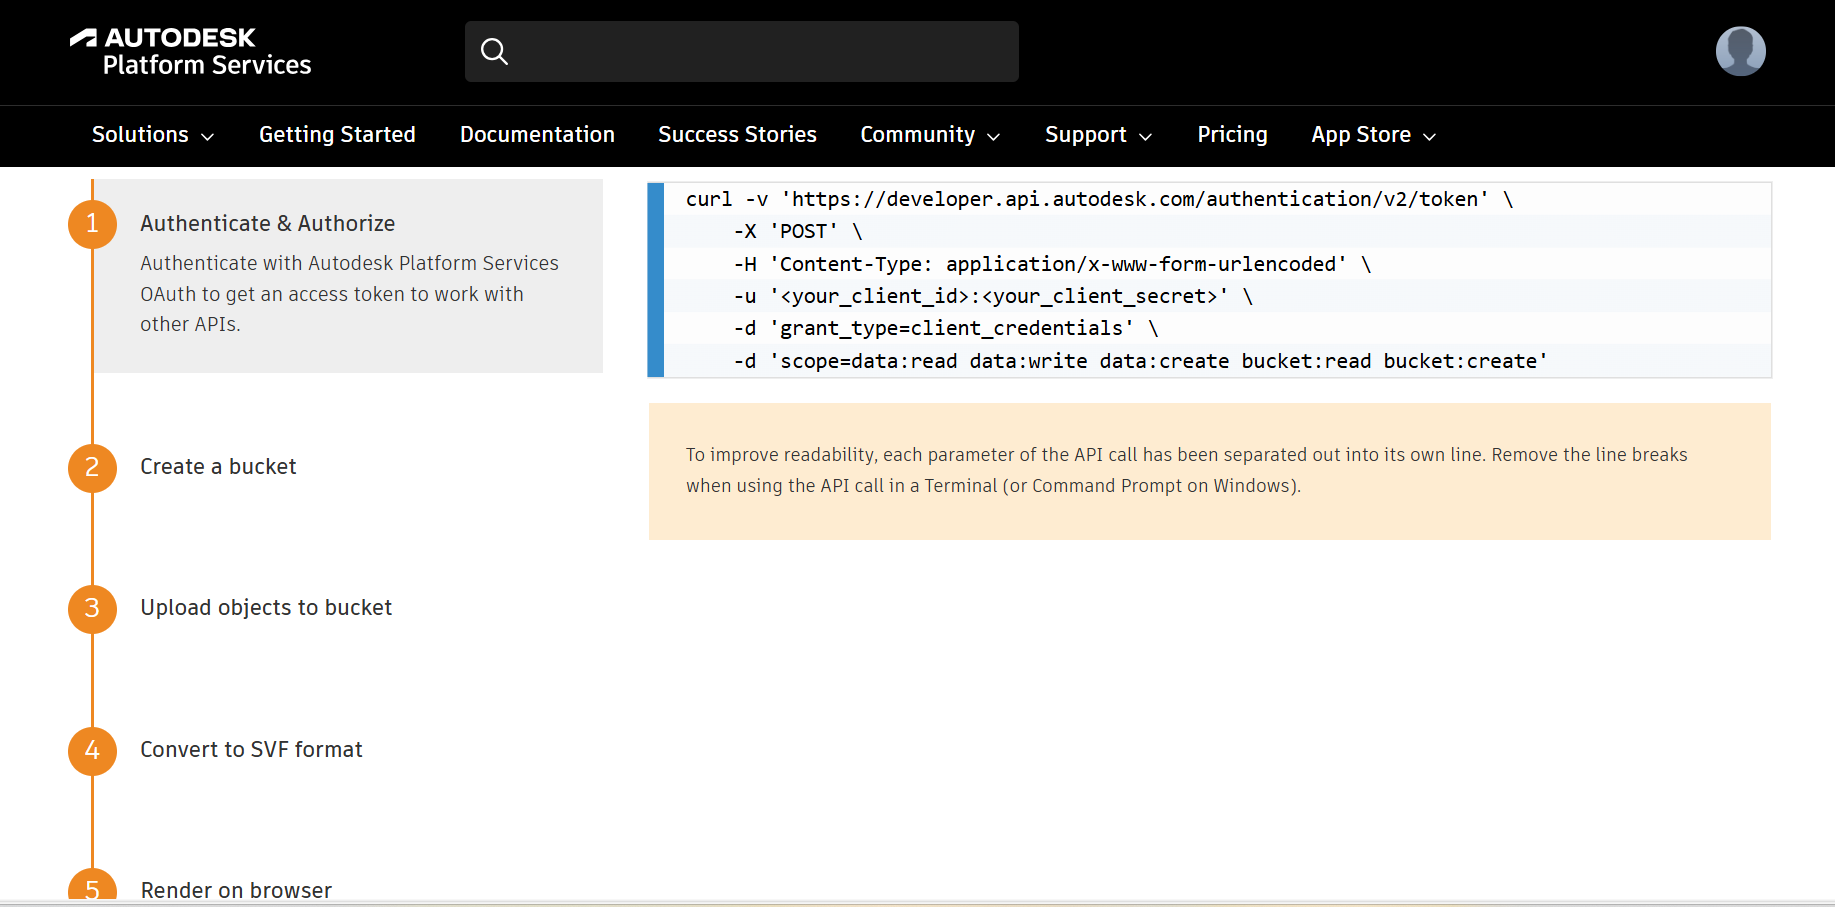 AUTODESK
Platform Services
Solutions
Getting Started
Documentation
Success Stories
Community
Support
Pricing
App Store
1
Authenticate & Authorize
Authenticate with Autodesk Platform Services
OAuth to get an access token to work with
other APIs.
2
Create a bucket
3
Upload objects to bucket
4
Convert to SVF format
5
Render on browser
curl -v 'https://developer.api.autodesk.com/authentication/v2/token' \
-X 'POST' \
-H 'Content-Type: application/x-www-form-urlencoded' \
-u '<your_client_id>:<your_client_secret>' \
-d 'grant_type=client_credentials' \
-d 'scope=data:read data:write data:create bucket:read bucket:create'
To improve readability, each parameter of the API call has been separated out into its own line. Remove the line breaks
when using the API call in a Terminal (or Command Prompt on Windows).